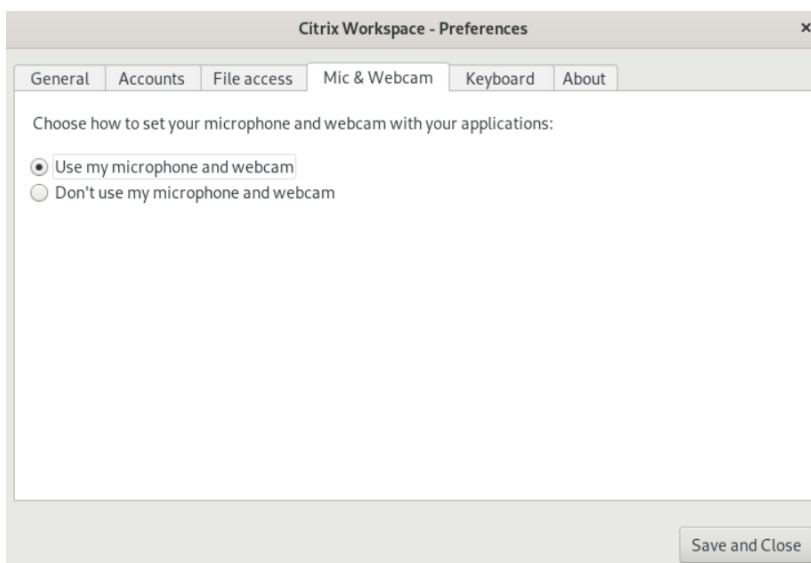 Citrix Workspace - Preferences ×
General Accounts File access Mic & Webcam Keyboard About
Choose how to set your microphone and webcam with your applications:
Use my microphone and webcam
Don't use my microphone and webcam
Save and Close